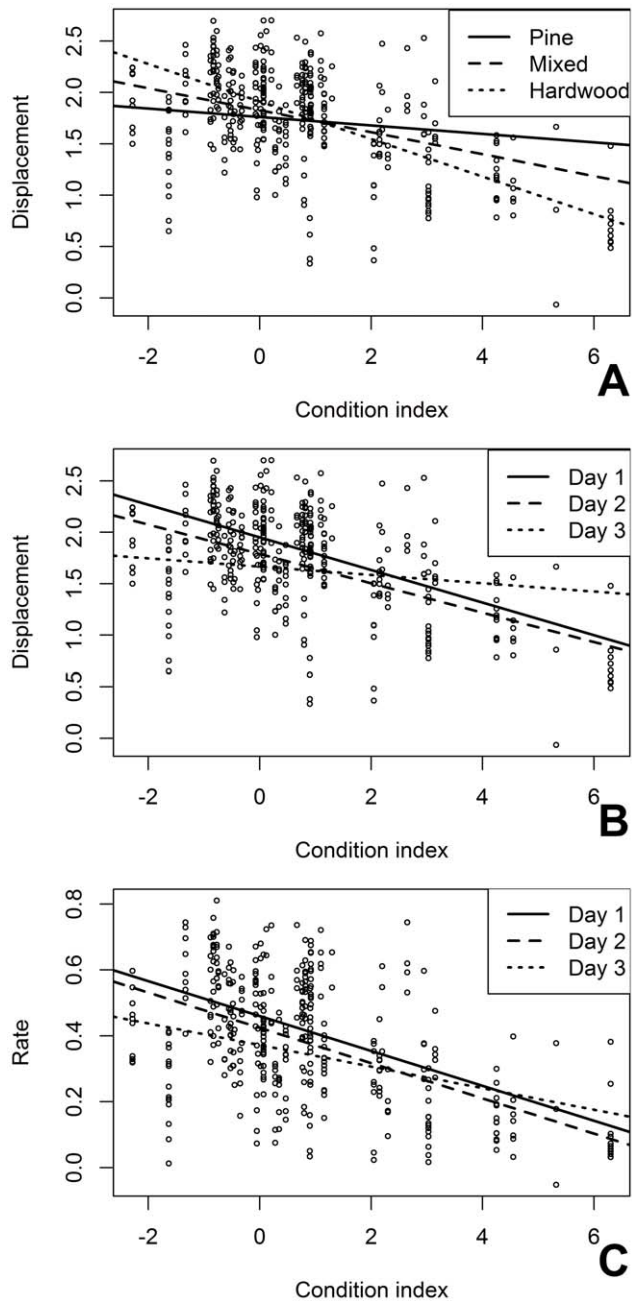 Displacement
0.0 0.5 1.0 1.5 2.0 2.5
Pine
Mixed
Hardwood
-2 0 2 4 6
Condition index
A
Displacement
0.0 0.5 1.0 1.5 2.0 2.5
Day 1
Day 2
Day 3
-2 0 2 4 6
Condition index
B
Rate
0.0 0.2 0.4 0.6 0.8
Day 1
Day 2
Day 3
-2 0 2 4 6
Condition index
C